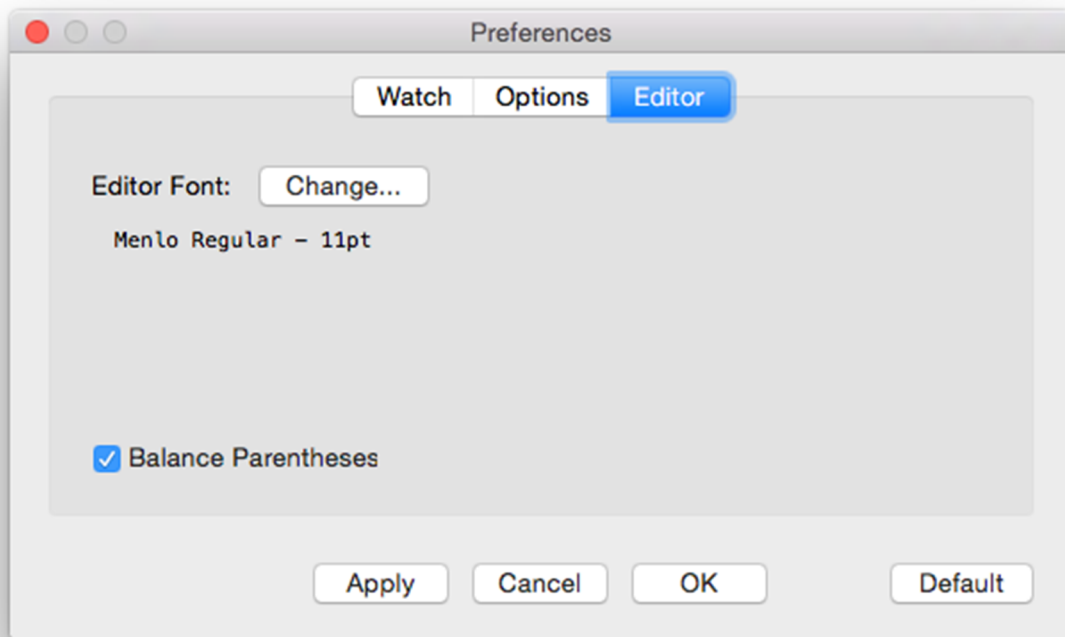 Preferences
Watch Options Editor
Editor Font: Change...
Menlo Regular – 11pt
Balance Parentheses
Apply Cancel OK Default